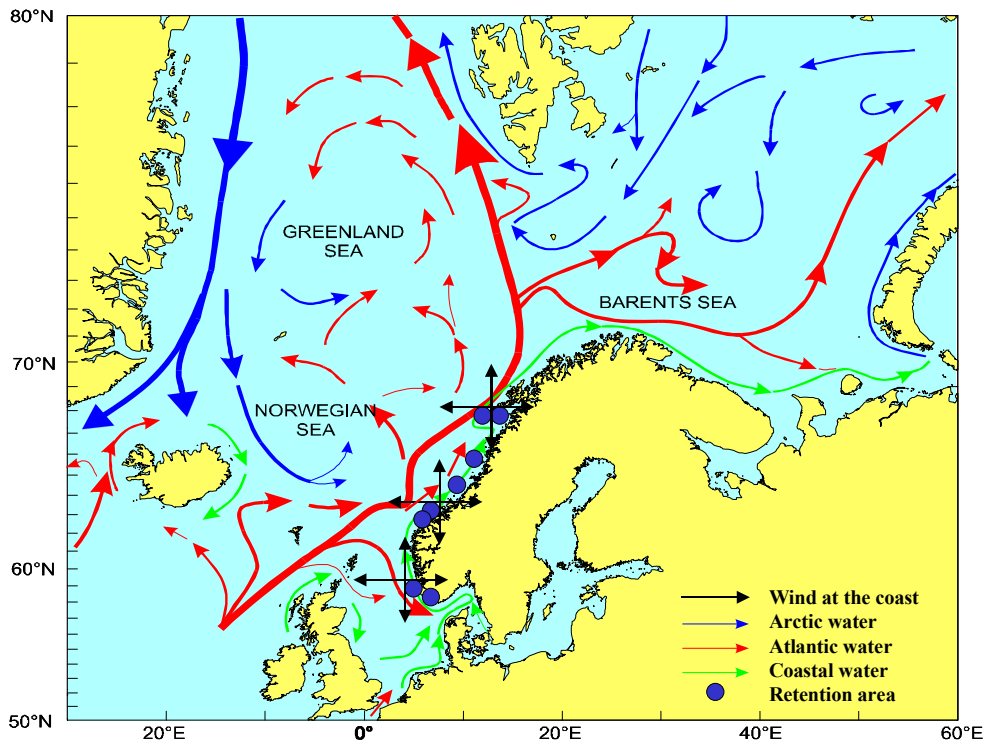 80°N
GREENLAND
SEA
BARENTS SEA
70°N
NORWEGIAN
SEA
60°N
Wind at the coast
Arctic water
Atlantic water
Coastal water
Retention area
50°N
20°E 0° 20°E 40°E 60°E